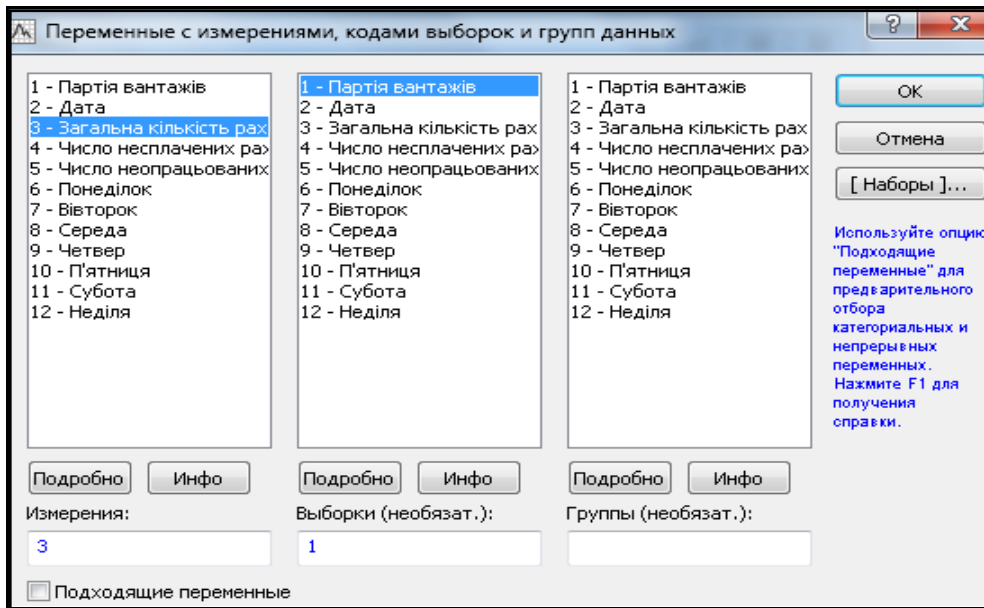 Переменные с измерениями, кодами выборок и групп данных
1 - Партія вантажів
2 - Дата
3 - Загальна кількість рах
4 - Число несплачених рах
5 - Число неопрацьованих
6 - Понеділок
7 - Вівторок
8 - Середа
9 - Четвер
10 - П'ятниця
11 - Субота
12 - Неділя
Подробно
Инфо
Измерения:
3
Подходящие переменные
1 - Партія вантажів
2 - Дата
3 - Загальна кількість рах
4 - Число несплачених рах
5 - Число неопрацьованих
6 - Понеділок
7 - Вівторок
8 - Середа
9 - Четвер
10 - П'ятниця
11 - Субота
12 - Неділя
Подробно
Инфо
Выборки (необязат.):
1
1 - Партія вантажів
2 - Дата
3 - Загальна кількість рах
4 - Число несплачених рах
5 - Число неопрацьованих
6 - Понеділок
7 - Вівторок
8 - Середа
9 - Четвер
10 - П'ятниця
11 - Субота
12 - Неділя
Подробно
Инфо
Группы (необязат.):
OK
Отмена
[ Наборы ]...
Используйте опцию
"Подходящие
переменные" для
предварительного
отбора
категориальных и
непрерывных
переменных.
Нажмите F1 для
получения
справки.